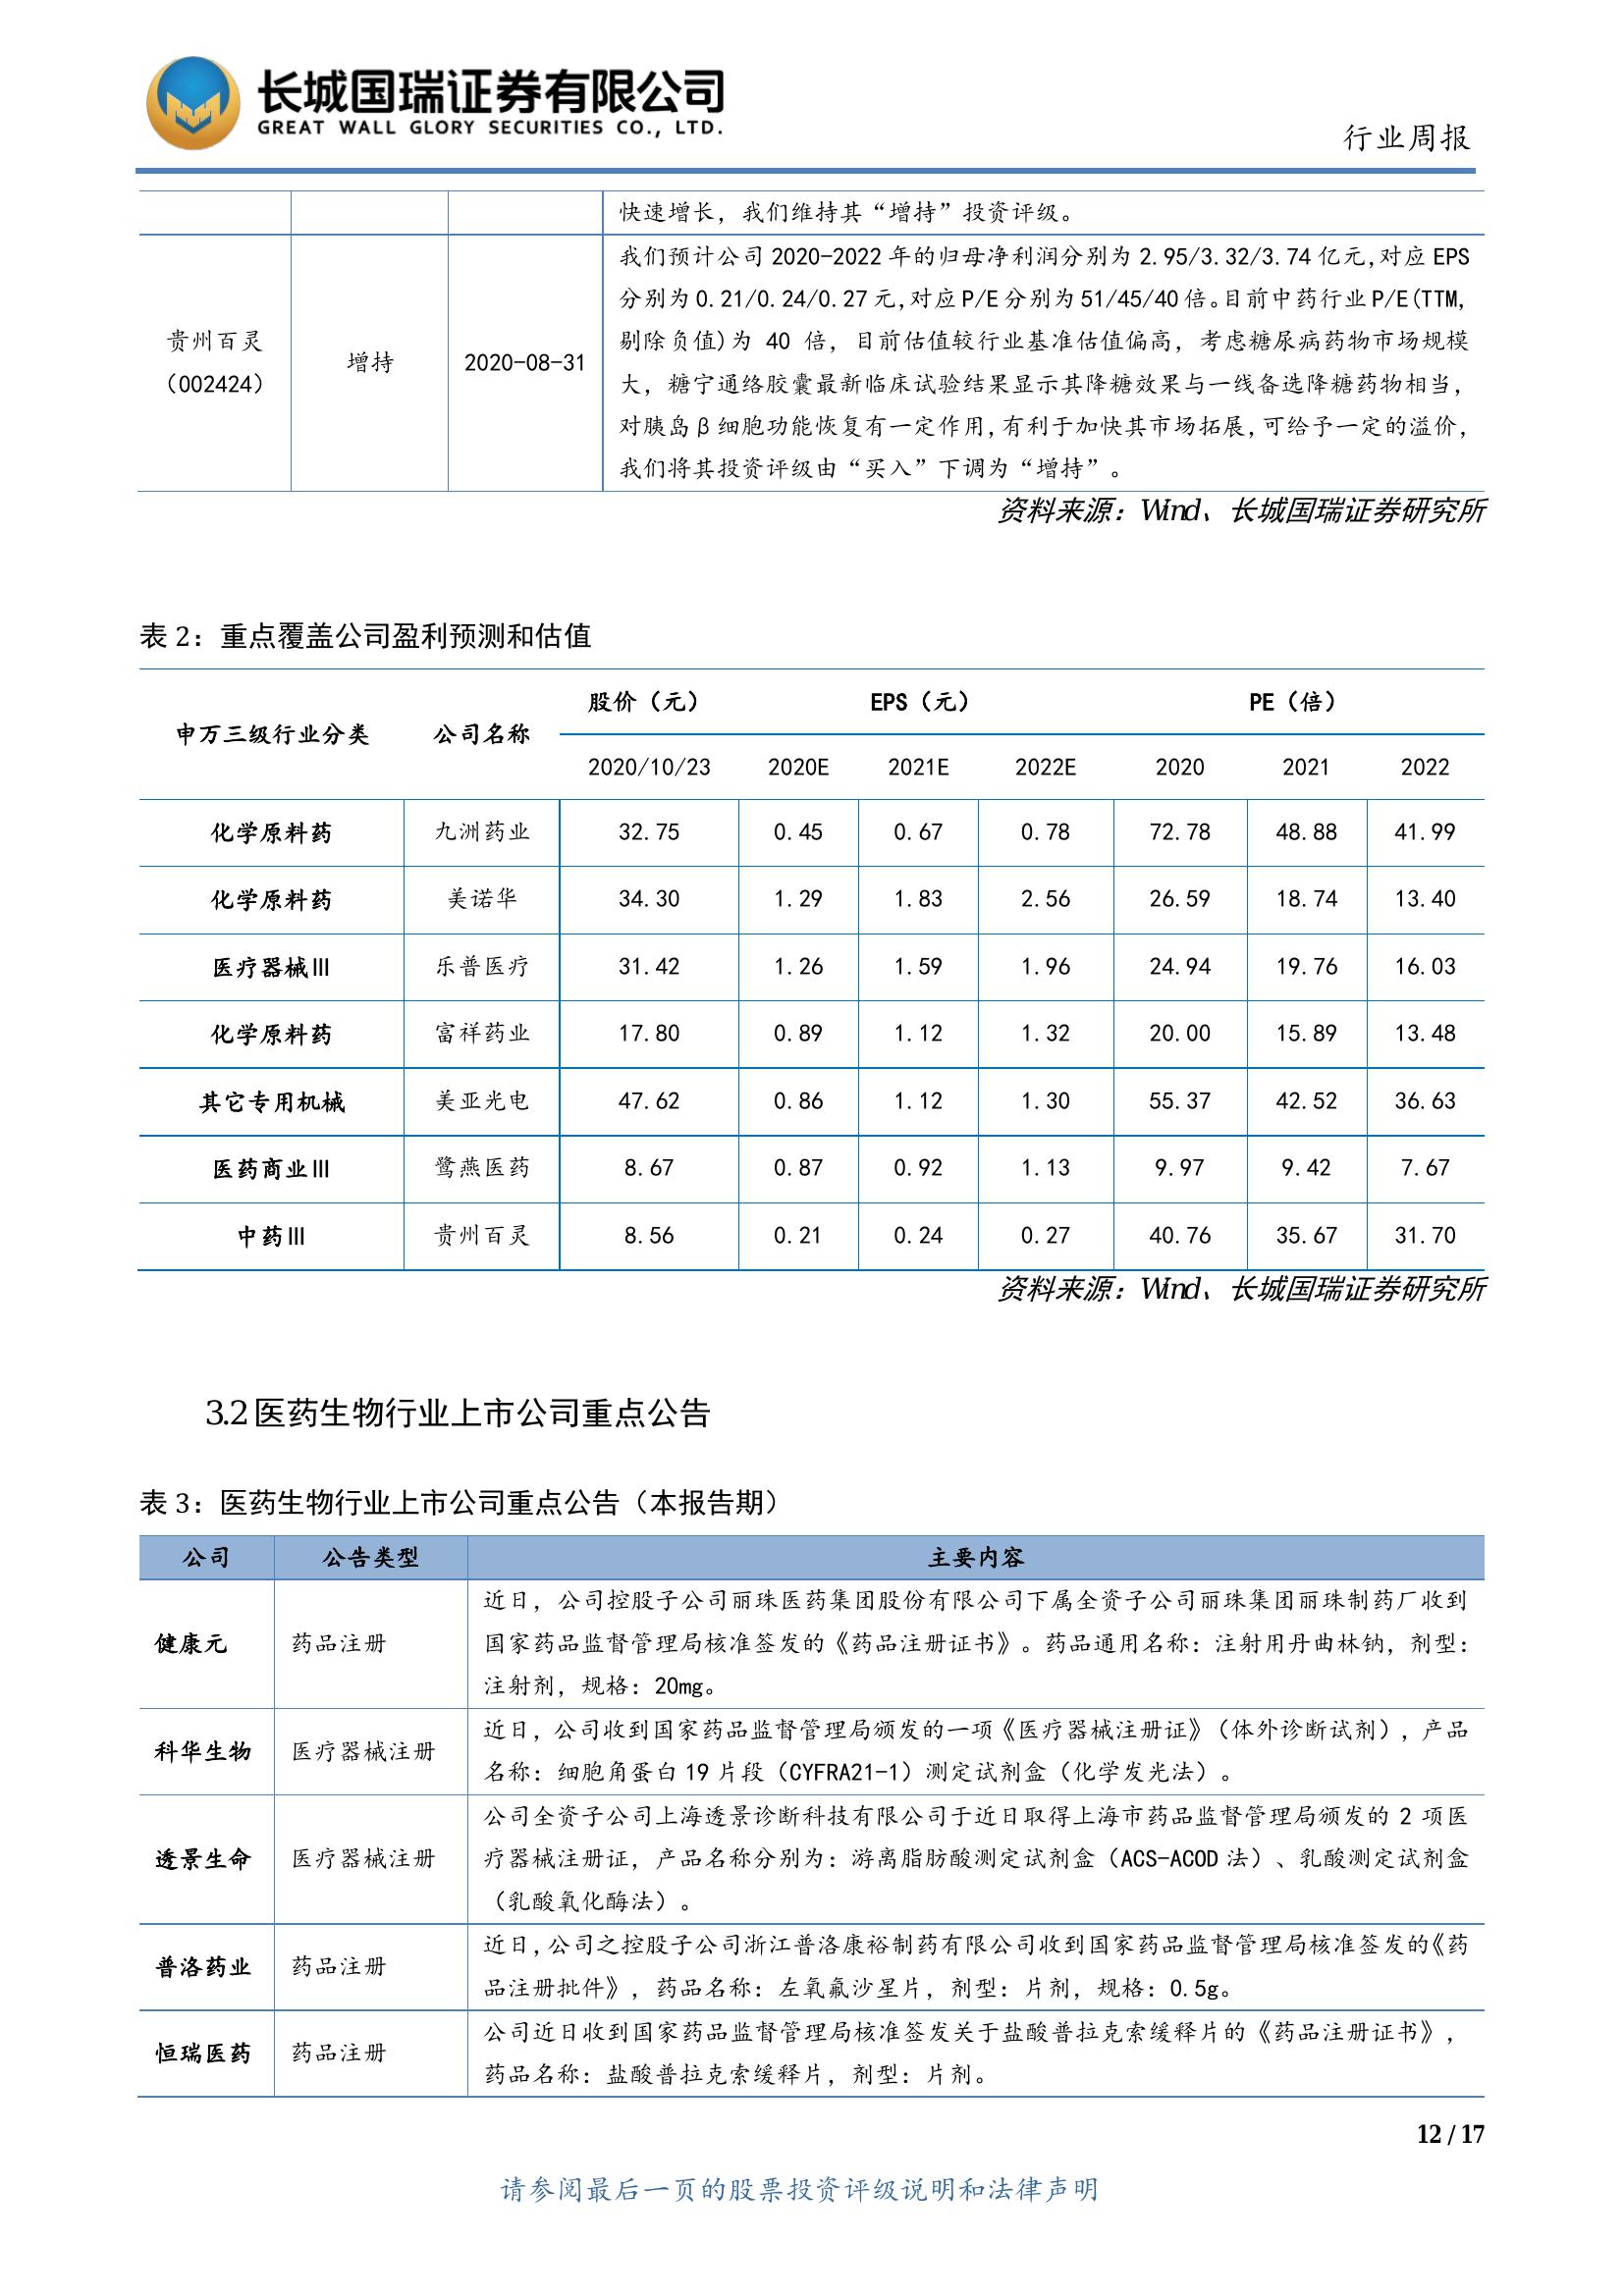 长城国瑞证券有限公司
GREAT WALL GLORY SECURITIES CO., LTD.
行业周报
快速增长，我们维持其“增持”投资评级。
贵州百灵
（002424）
增持
2020-08-31
我们预计公司 2020-2022 年的归母净利润分别为 2.95/3.32/3.74 亿元,对应 EPS
分别为 0.21/0.24/0.27 元,对应 P/E 分别为 51/45/40 倍。目前中药行业 P/E(TTM,
剔除负值)为 40 倍，目前估值较行业基准估值偏高，考虑糖尿病药物市场规模
大，糖宁通络胶囊最新临床试验结果显示其降糖效果与一线备选降糖药物相当，
对胰岛β细胞功能恢复有一定作用,有利于加快其市场拓展,可给予一定的溢价，
我们将其投资评级由“买入”下调为“增持”。
资料来源：Wind、长城国瑞证券研究所
表 2：重点覆盖公司盈利预测和估值
申万三级行业分类 公司名称 股价（元） EPS（元） PE（倍）
2020/10/23 2020E 2021E 2022E 2020 2021 2022
化学原料药 九洲药业 32.75 0.45 0.67 0.78 72.78 48.88 41.99
化学原料药 美诺华 34.30 1.29 1.83 2.56 26.59 18.74 13.40
医疗器械Ⅲ 乐普医疗 31.42 1.26 1.59 1.96 24.94 19.76 16.03
化学原料药 富祥药业 17.80 0.89 1.12 1.32 20.00 15.89 13.48
其它专用机械 美亚光电 47.62 0.86 1.12 1.30 55.37 42.52 36.63
医药商业Ⅲ 鹭燕医药 8.67 0.87 0.92 1.13 9.97 9.42 7.67
中药Ⅲ 贵州百灵 8.56 0.21 0.24 0.27 40.76 35.67 31.70
资料来源：Wind、长城国瑞证券研究所
3.2 医药生物行业上市公司重点公告
表 3：医药生物行业上市公司重点公告（本报告期）
公司 公告类型 主要内容
健康元
药品注册
近日，公司控股子公司丽珠医药集团股份有限公司下属全资子公司丽珠集团丽珠制药厂收到
国家药品监督管理局核准签发的《药品注册证书》。药品通用名称：注射用丹曲林钠，剂型：
注射剂，规格：20mg。
科华生物
医疗器械注册
近日，公司收到国家药品监督管理局颁发的一项《医疗器械注册证》（体外诊断试剂），产品
名称：细胞角蛋白 19 片段（CYFRA21-1）测定试剂盒（化学发光法）。
透景生命
医疗器械注册
公司全资子公司上海透景诊断科技有限公司于近日取得上海市药品监督管理局颁发的 2 项医
疗器械注册证，产品名称分别为：游离脂肪酸测定试剂盒（ACS-ACOD 法）、乳酸测定试剂盒
（乳酸氧化酶法）。
普洛药业
药品注册
近日,公司之控股子公司浙江普洛康裕制药有限公司收到国家药品监督管理局核准签发的《药
品注册批件》，药品名称：左氧氟沙星片，剂型：片剂，规格：0.5g。
恒瑞医药
药品注册
公司近日收到国家药品监督管理局核准签发关于盐酸普拉克索缓释片的《药品注册证书》，
药品名称：盐酸普拉克索缓释片，剂型：片剂。
12 / 17
请参阅最后一页的股票投资评级说明和法律声明